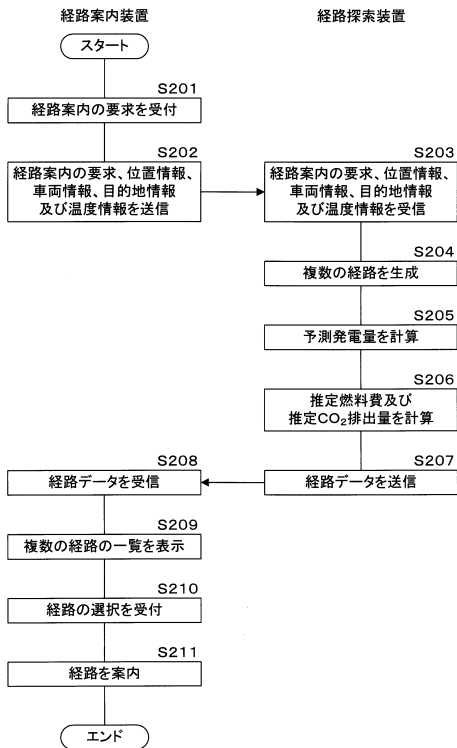 経路案内装置
経路探索装置
スタート
S201
経路案内の要求を受付
S202
経路案内の要求、位置情報、
車両情報、目的地情報
及び温度情報を送信
S203
経路案内の要求、位置情報、
車両情報、目的地情報
及び温度情報を受信
S204
複数の経路を生成
S205
予測発電量を計算
S206
推定燃料費及び
推定CO₂排出量を計算
S207
経路データを送信
S208
経路データを受信
S209
複数の経路の一覧を表示
S210
経路の選択を受付
S211
経路を案内
エンド